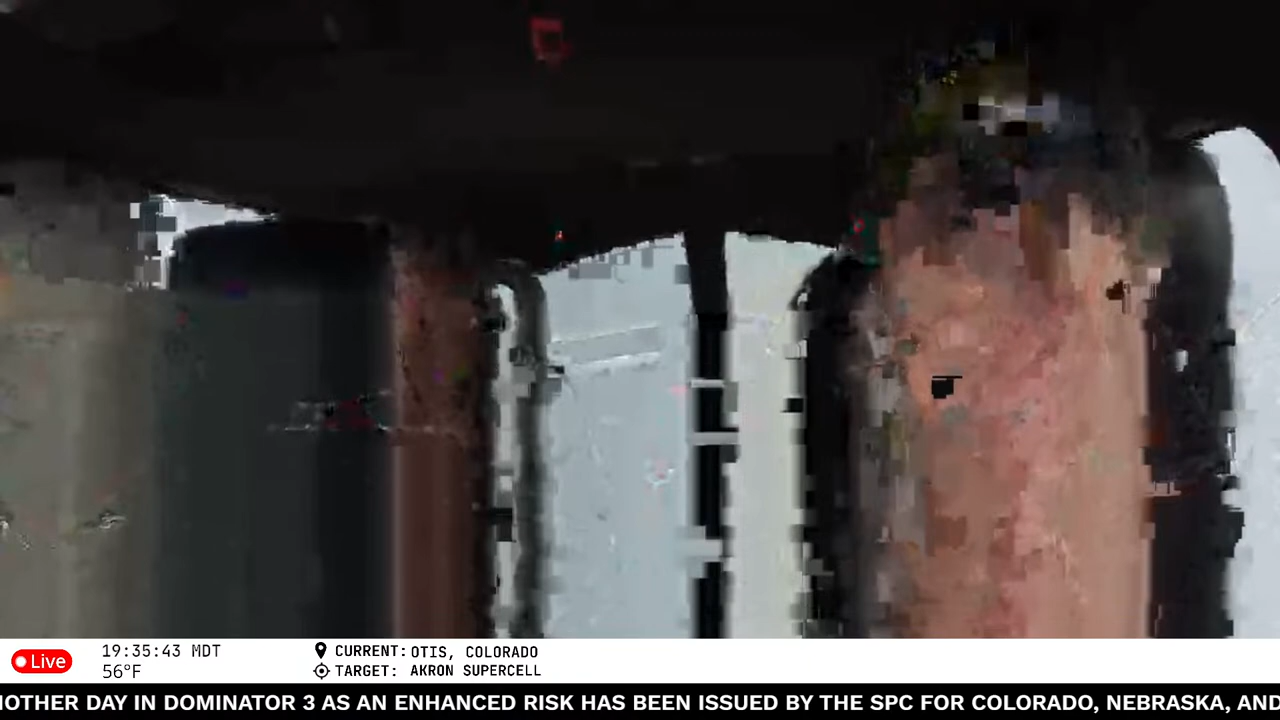 Live
19:35:43 MDT
56°F
CURRENT: OTIS, COLORADO
TARGET: AKRON SUPERCELL
NOTHER DAY IN DOMINATOR 3 AS AN ENHANCED RISK HAS BEEN ISSUED BY THE SPC FOR COLORADO, NEBRASKA, AND